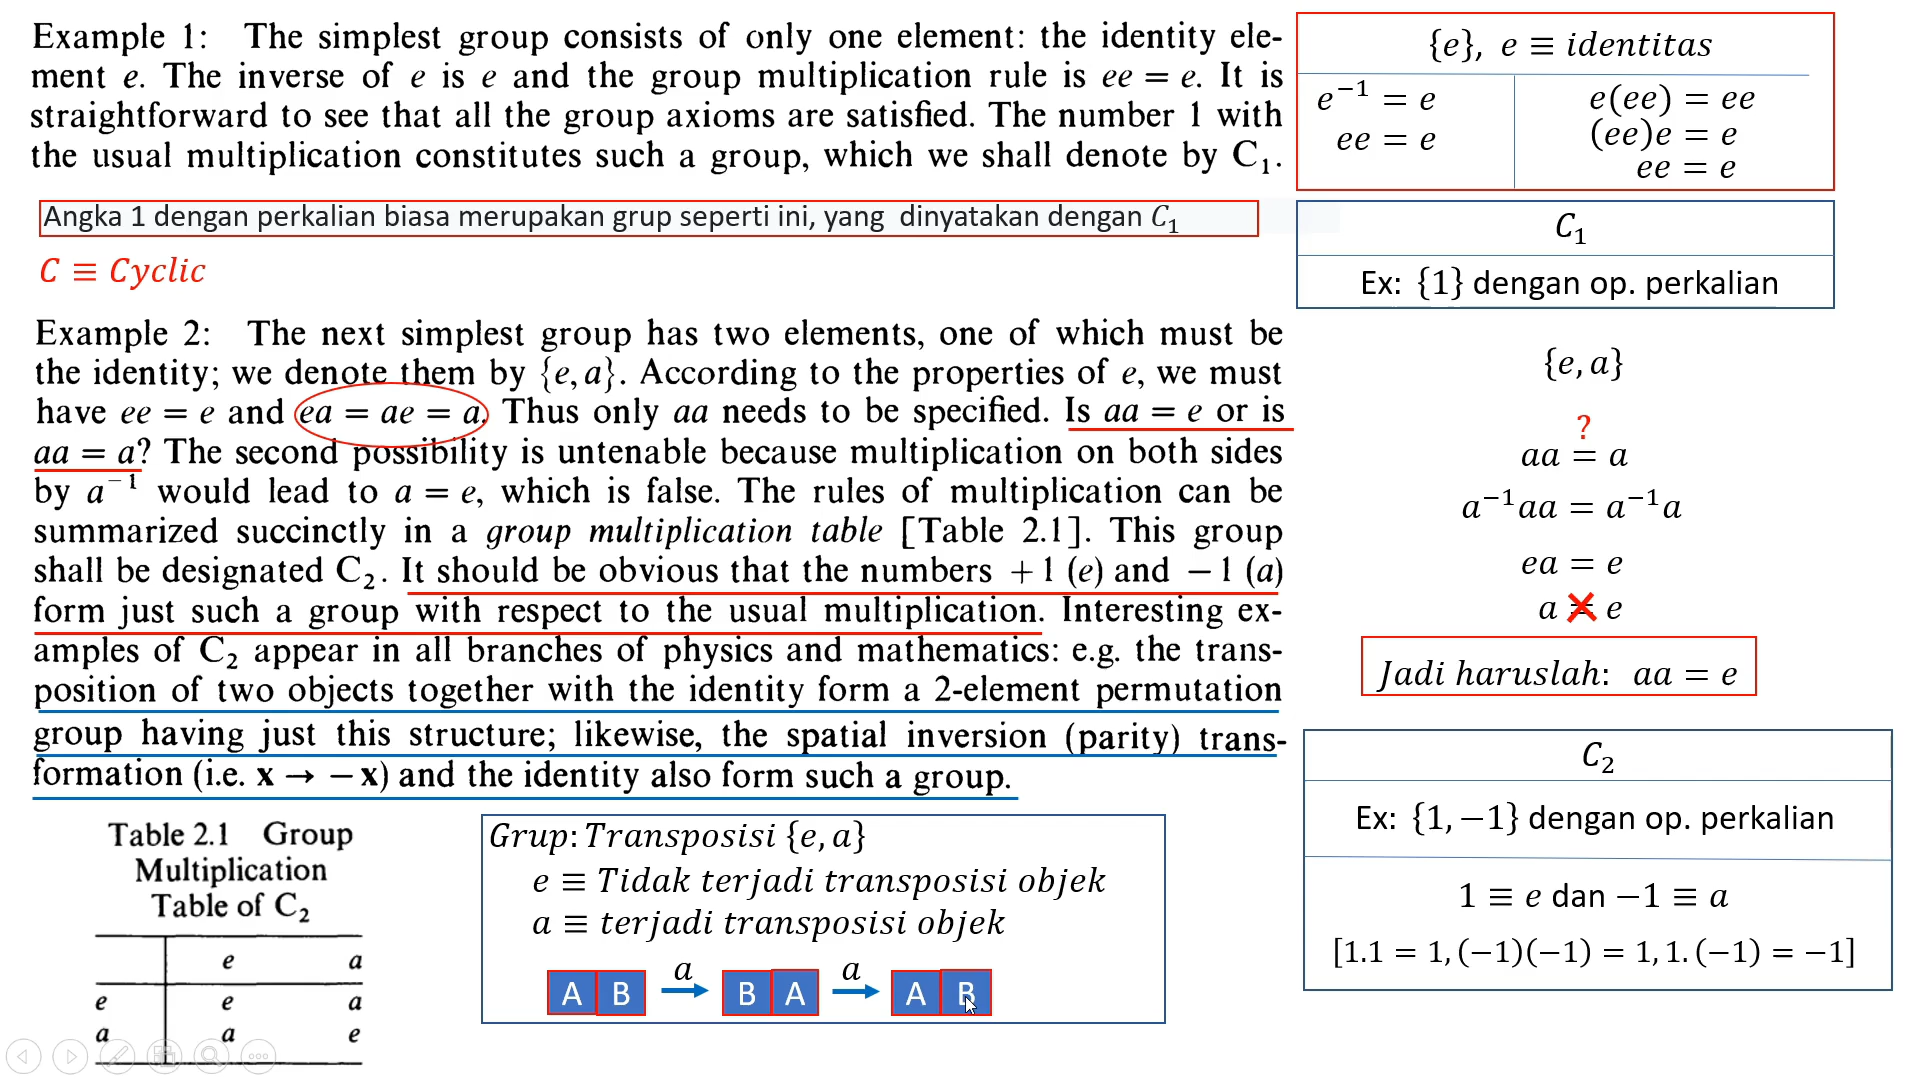 Example 1: The simplest group consists of only one element: the identity ele-
ment e. The inverse of e is e and the group multiplication rule is ee = e. It is
straightforward to see that all the group axioms are satisfied. The number 1 with
the usual multiplication constitutes such a group, which we shall denote by C₁.
Angka 1 dengan perkalian biasa merupakan grup seperti ini, yang dinyatakan dengan C₁
C ≡ Cyclic
Example 2: The next simplest group has two elements, one of which must be
the identity; we denote them by {e, a}. According to the properties of e, we must
have ee = e and ea = ae = a. Thus only aa needs to be specified. Is aa = e or is
aa = a? The second possibility is untenable because multiplication on both sides
by a⁻¹ would lead to a = e, which is false. The rules of multiplication can be
summarized succinctly in a group multiplication table [Table 2.1]. This group
shall be designated C₂. It should be obvious that the numbers +1 (e) and −1 (a)
form just such a group with respect to the usual multiplication. Interesting ex-
amples of C₂ appear in all branches of physics and mathematics: e.g. the trans-
position of two objects together with the identity form a 2-element permutation
group having just this structure; likewise, the spatial inversion (parity) trans-
formation (i.e. x → −x) and the identity also form such a group.
Table 2.1 Group
Multiplication
Table of C₂
e a
e e a
a a e
Grup: Transposisi {e, a}
e ≡ Tidak terjadi transposisi objek
a ≡ terjadi transposisi objek
a a
A B B A A B
{e}, e ≡ identitas
e⁻¹ = e
ee = e
e(ee) = ee
(ee)e = e
ee = e
C₁
Ex: {1} dengan op. perkalian
{e, a}
?
aa = a
a⁻¹aa = a⁻¹a
ea = e
a = e
Jadi haruslah: aa = e
C₂
Ex: {1, −1} dengan op. perkalian
1 ≡ e dan −1 ≡ a
[1.1 = 1, (−1)(−1) = 1, 1. (−1) = −1]